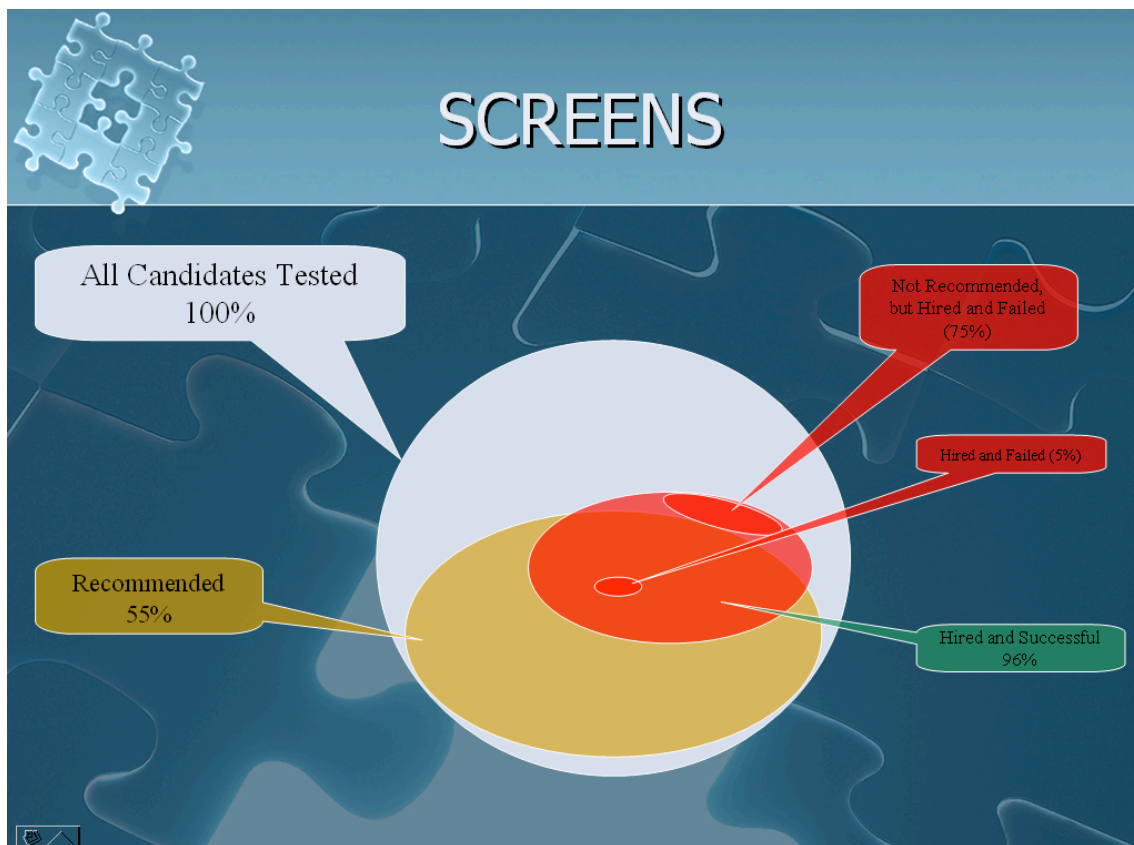 SCREENS
All Candidates Tested
100%
Not Recommended,
but Hired and Failed
(75%)
Hired and Failed (5%)
Recommended
55%
Hired and Successful
96%